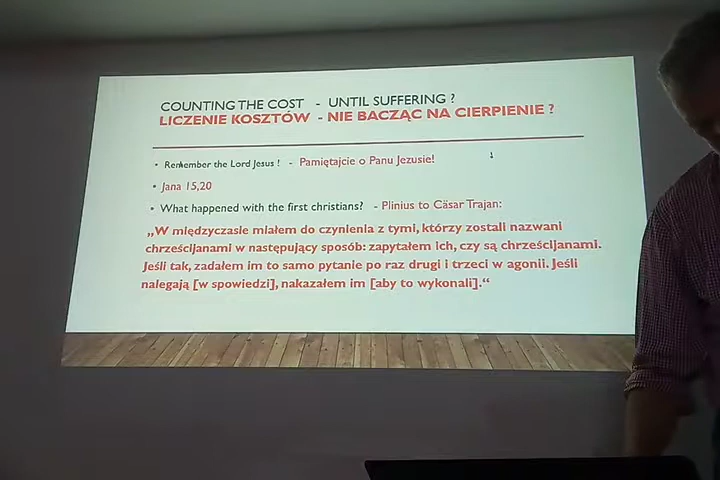 COUNTING THE COST - UNTIL SUFFERING ?
LICZENIE KOSZTÓW - NIE BACZĄC NA CIERPIENIE ?
• Remember the Lord Jesus ! - Pamiętajcie o Panu Jezusie!
• Jana 15,20
• What happened with the first christians? - Plinius to Cäsar Trajan:
„W międzyczasie miałem do czynienia z tymi, którzy zostali nazwani
chrześcijanami w następujący sposób: zapytałem ich, czy są chrześcijanami.
Jeśli tak, zadałem im to samo pytanie po raz drugi i trzeci w agonii. Jeśli
nalegają [w spowiedzi], nakazałem im [aby to wykonali].“